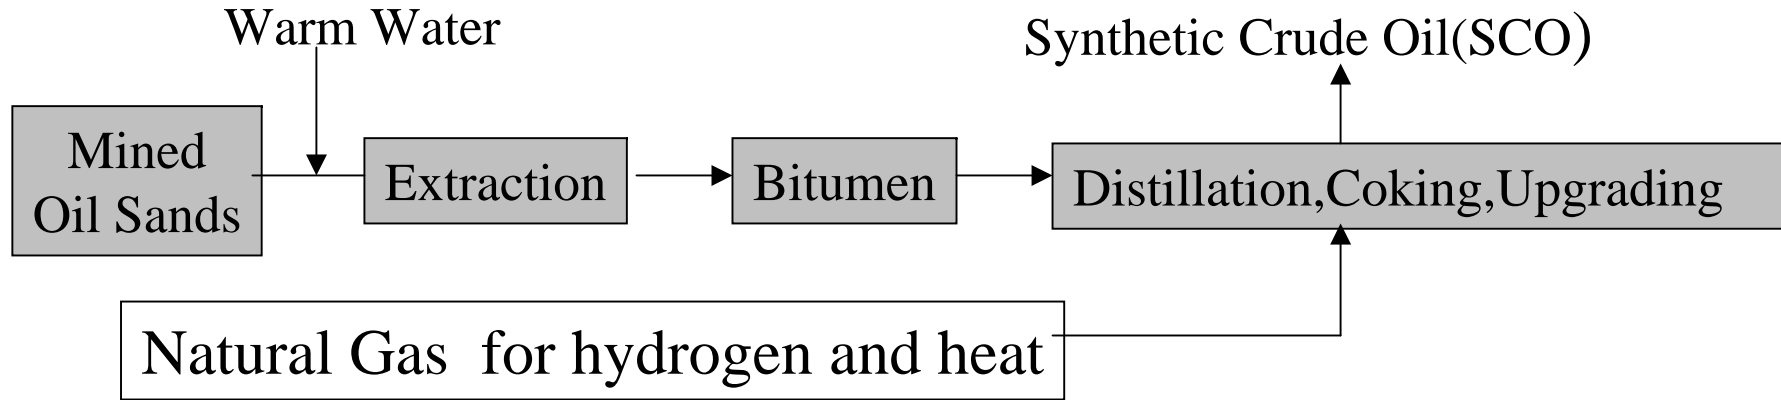 Warm Water
Synthetic Crude Oil(SCO)
Mined
Oil Sands
Extraction
Bitumen
Distillation,Coking,Upgrading
Natural Gas  for hydrogen and heat